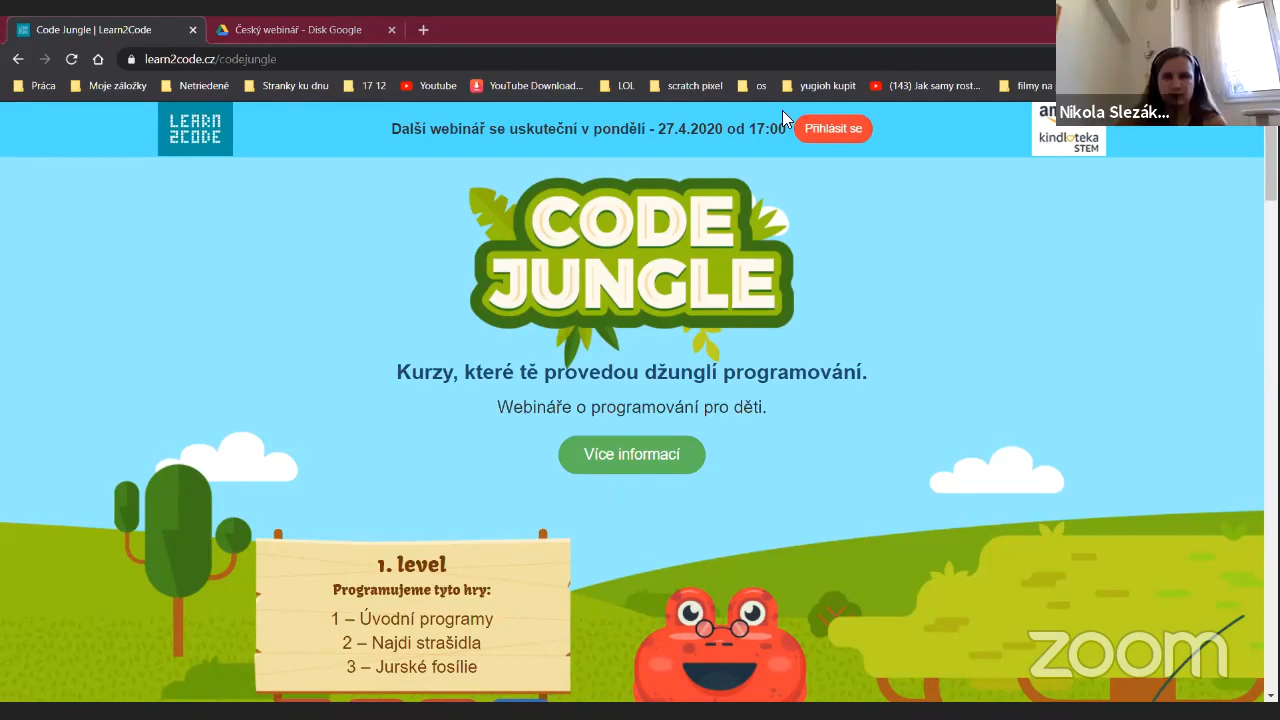 Code Jungle | Learn2Code
Český webinář - Disk Google
learn2code.cz/codejungle
Práca
Moje záložky
Netriedené
Stranky ku dnu
17 12
Youtube
YouTube Download...
LOL
scratch pixel
os
yugioh kupit
(143) Jak samy rost...
filmy na
Nikola Slezák...
LEARN
2CODE
Další webinář se uskuteční v pondělí - 27.4.2020 od 17:00
Přihlásit se
kindloteka
STEM
CODE
JUNGLE
Kurzy, které tě provedou džunglí programování.
Webináře o programování pro děti.
Více informací
1. level
Programujeme tyto hry:
1 – Úvodní programy
2 – Najdi strašidla
3 – Jurské fosílie
zoom